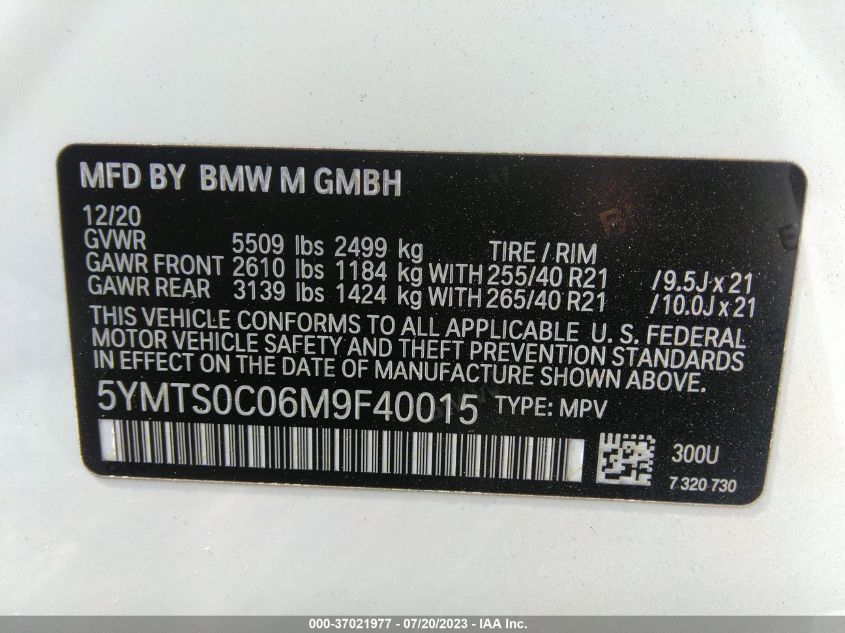 MFD BY BMW M GMBH
12/20
GVWR 5509 lbs 2499 kg TIRE / RIM
GAWR FRONT 2610 lbs 1184 kg WITH 255/40 R21 /9.5J x 21
GAWR REAR 3139 lbs 1424 kg WITH 265/40 R21 /10.0J x 21
THIS VEHICLE CONFORMS TO ALL APPLICABLE U. S. FEDERAL
MOTOR VEHICLE SAFETY AND THEFT PREVENTION STANDARDS
IN EFFECT ON THE DATE OF MANUFACTURE SHOWN ABOVE.
5YMTS0C06M9F40015 TYPE: MPV
300U
7 320 730
000-37021977 - 07/20/2023 - IAA Inc.